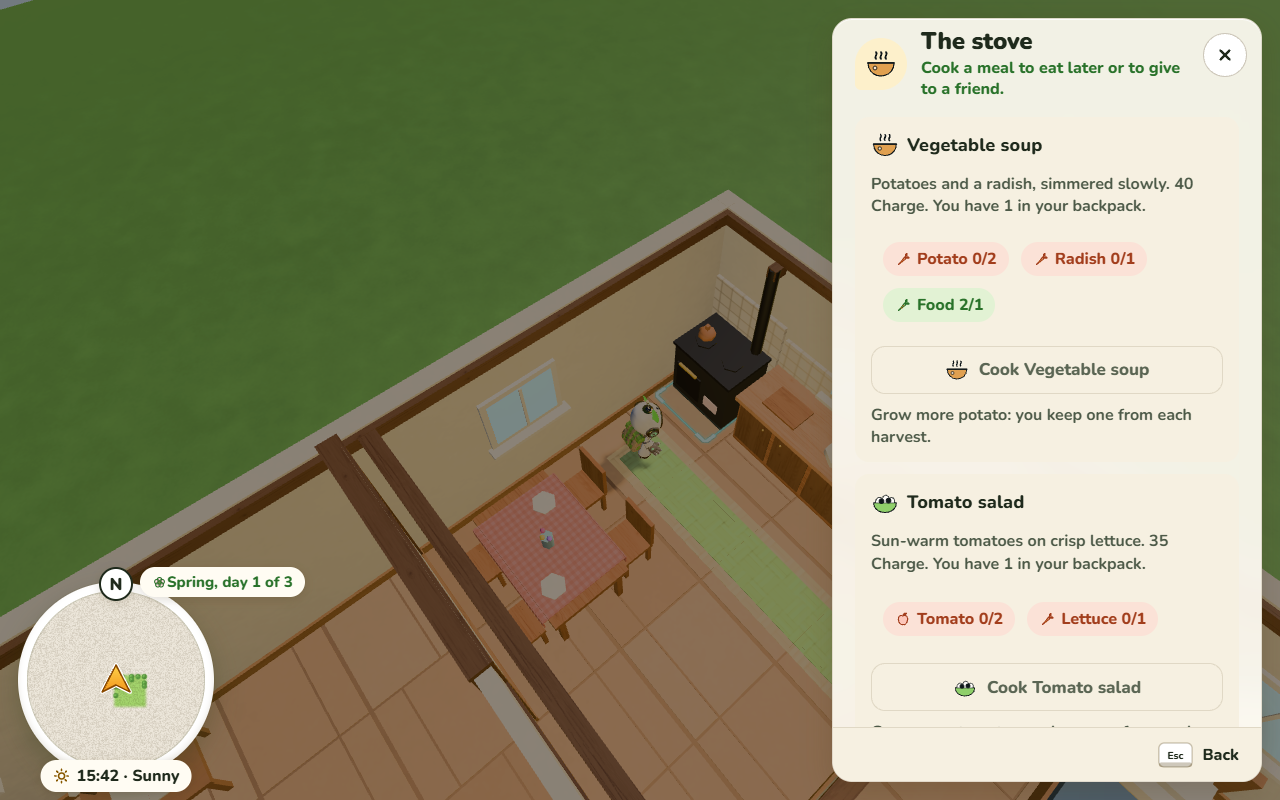 The stove
Cook a meal to eat later or to give
to a friend.
Vegetable soup
Potatoes and a radish, simmered slowly. 40
Charge. You have 1 in your backpack.
Potato 0/2
Radish 0/1
Food 2/1
Cook Vegetable soup
Grow more potato: you keep one from each
harvest.
Tomato salad
Sun-warm tomatoes on crisp lettuce. 35
Charge. You have 1 in your backpack.
Tomato 0/2
Lettuce 0/1
Cook Tomato salad
Esc
Back
N
Spring, day 1 of 3
15:42 · Sunny